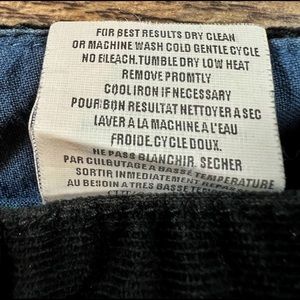 FOR BEST RESULTS DRY CLEAN
OR MACHINE WASH COLD GENTLE CYCLE
NO BLEACH.TUMBLE DRY LOW HEAT
REMOVE PROMTLY
COOL IRON IF NECESSARY
POUR BON RESULTAT NETTOYER A SEC
LAVER A LA MACHINE A L'EAU
FROIDE.CYCLE DOUX.
NE PASS BLANCHIR. SECHER
PAR CULBUTAGE A BASSE TEMPERATURE
SORTIR IMMEDIATEMENT REPASSER
AU BESOIN A TRES BASSE